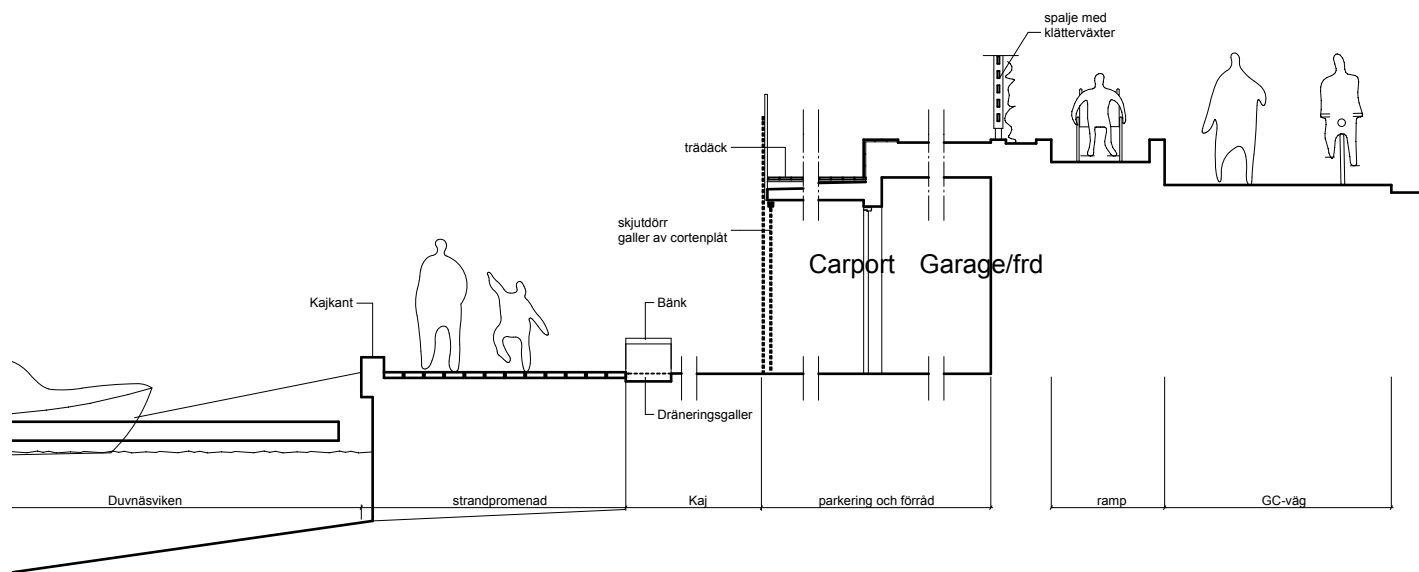 spalje med
klätterväxter
trädäck
skjutdörr
galler av cortenplåt
Carport Garage/frd
Kajkant
Bänk
Dräneringsgaller
Duvnäsviken
strandpromenad
Kaj
parkering och förråd
ramp
GC-väg